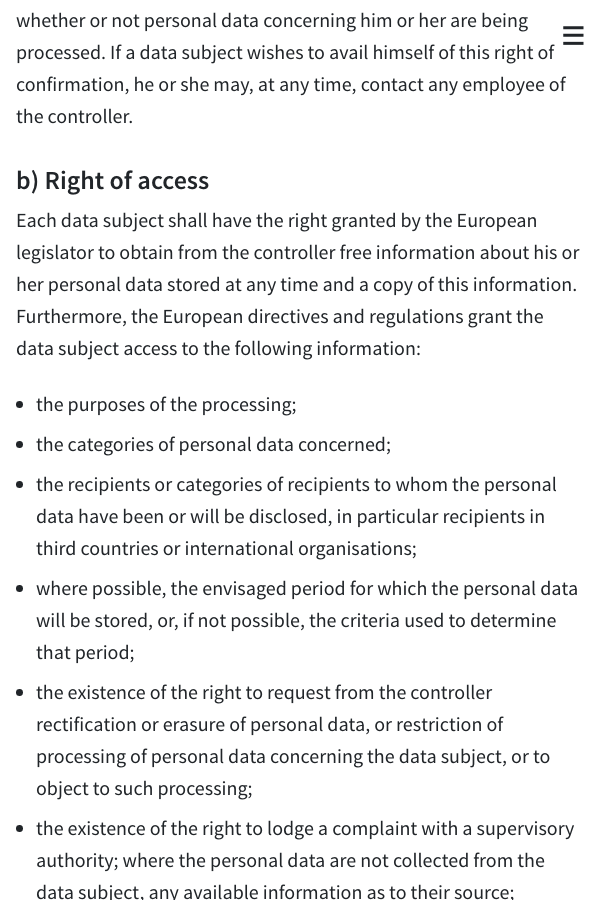 whether or not personal data concerning him or her are being
processed. If a data subject wishes to avail himself of this right of
confirmation, he or she may, at any time, contact any employee of
the controller.
b) Right of access
Each data subject shall have the right granted by the European
legislator to obtain from the controller free information about his or
her personal data stored at any time and a copy of this information.
Furthermore, the European directives and regulations grant the
data subject access to the following information:
• the purposes of the processing;
• the categories of personal data concerned;
• the recipients or categories of recipients to whom the personal
data have been or will be disclosed, in particular recipients in
third countries or international organisations;
• where possible, the envisaged period for which the personal data
will be stored, or, if not possible, the criteria used to determine
that period;
• the existence of the right to request from the controller
rectification or erasure of personal data, or restriction of
processing of personal data concerning the data subject, or to
object to such processing;
• the existence of the right to lodge a complaint with a supervisory
authority; where the personal data are not collected from the
data subject, any available information as to their source;